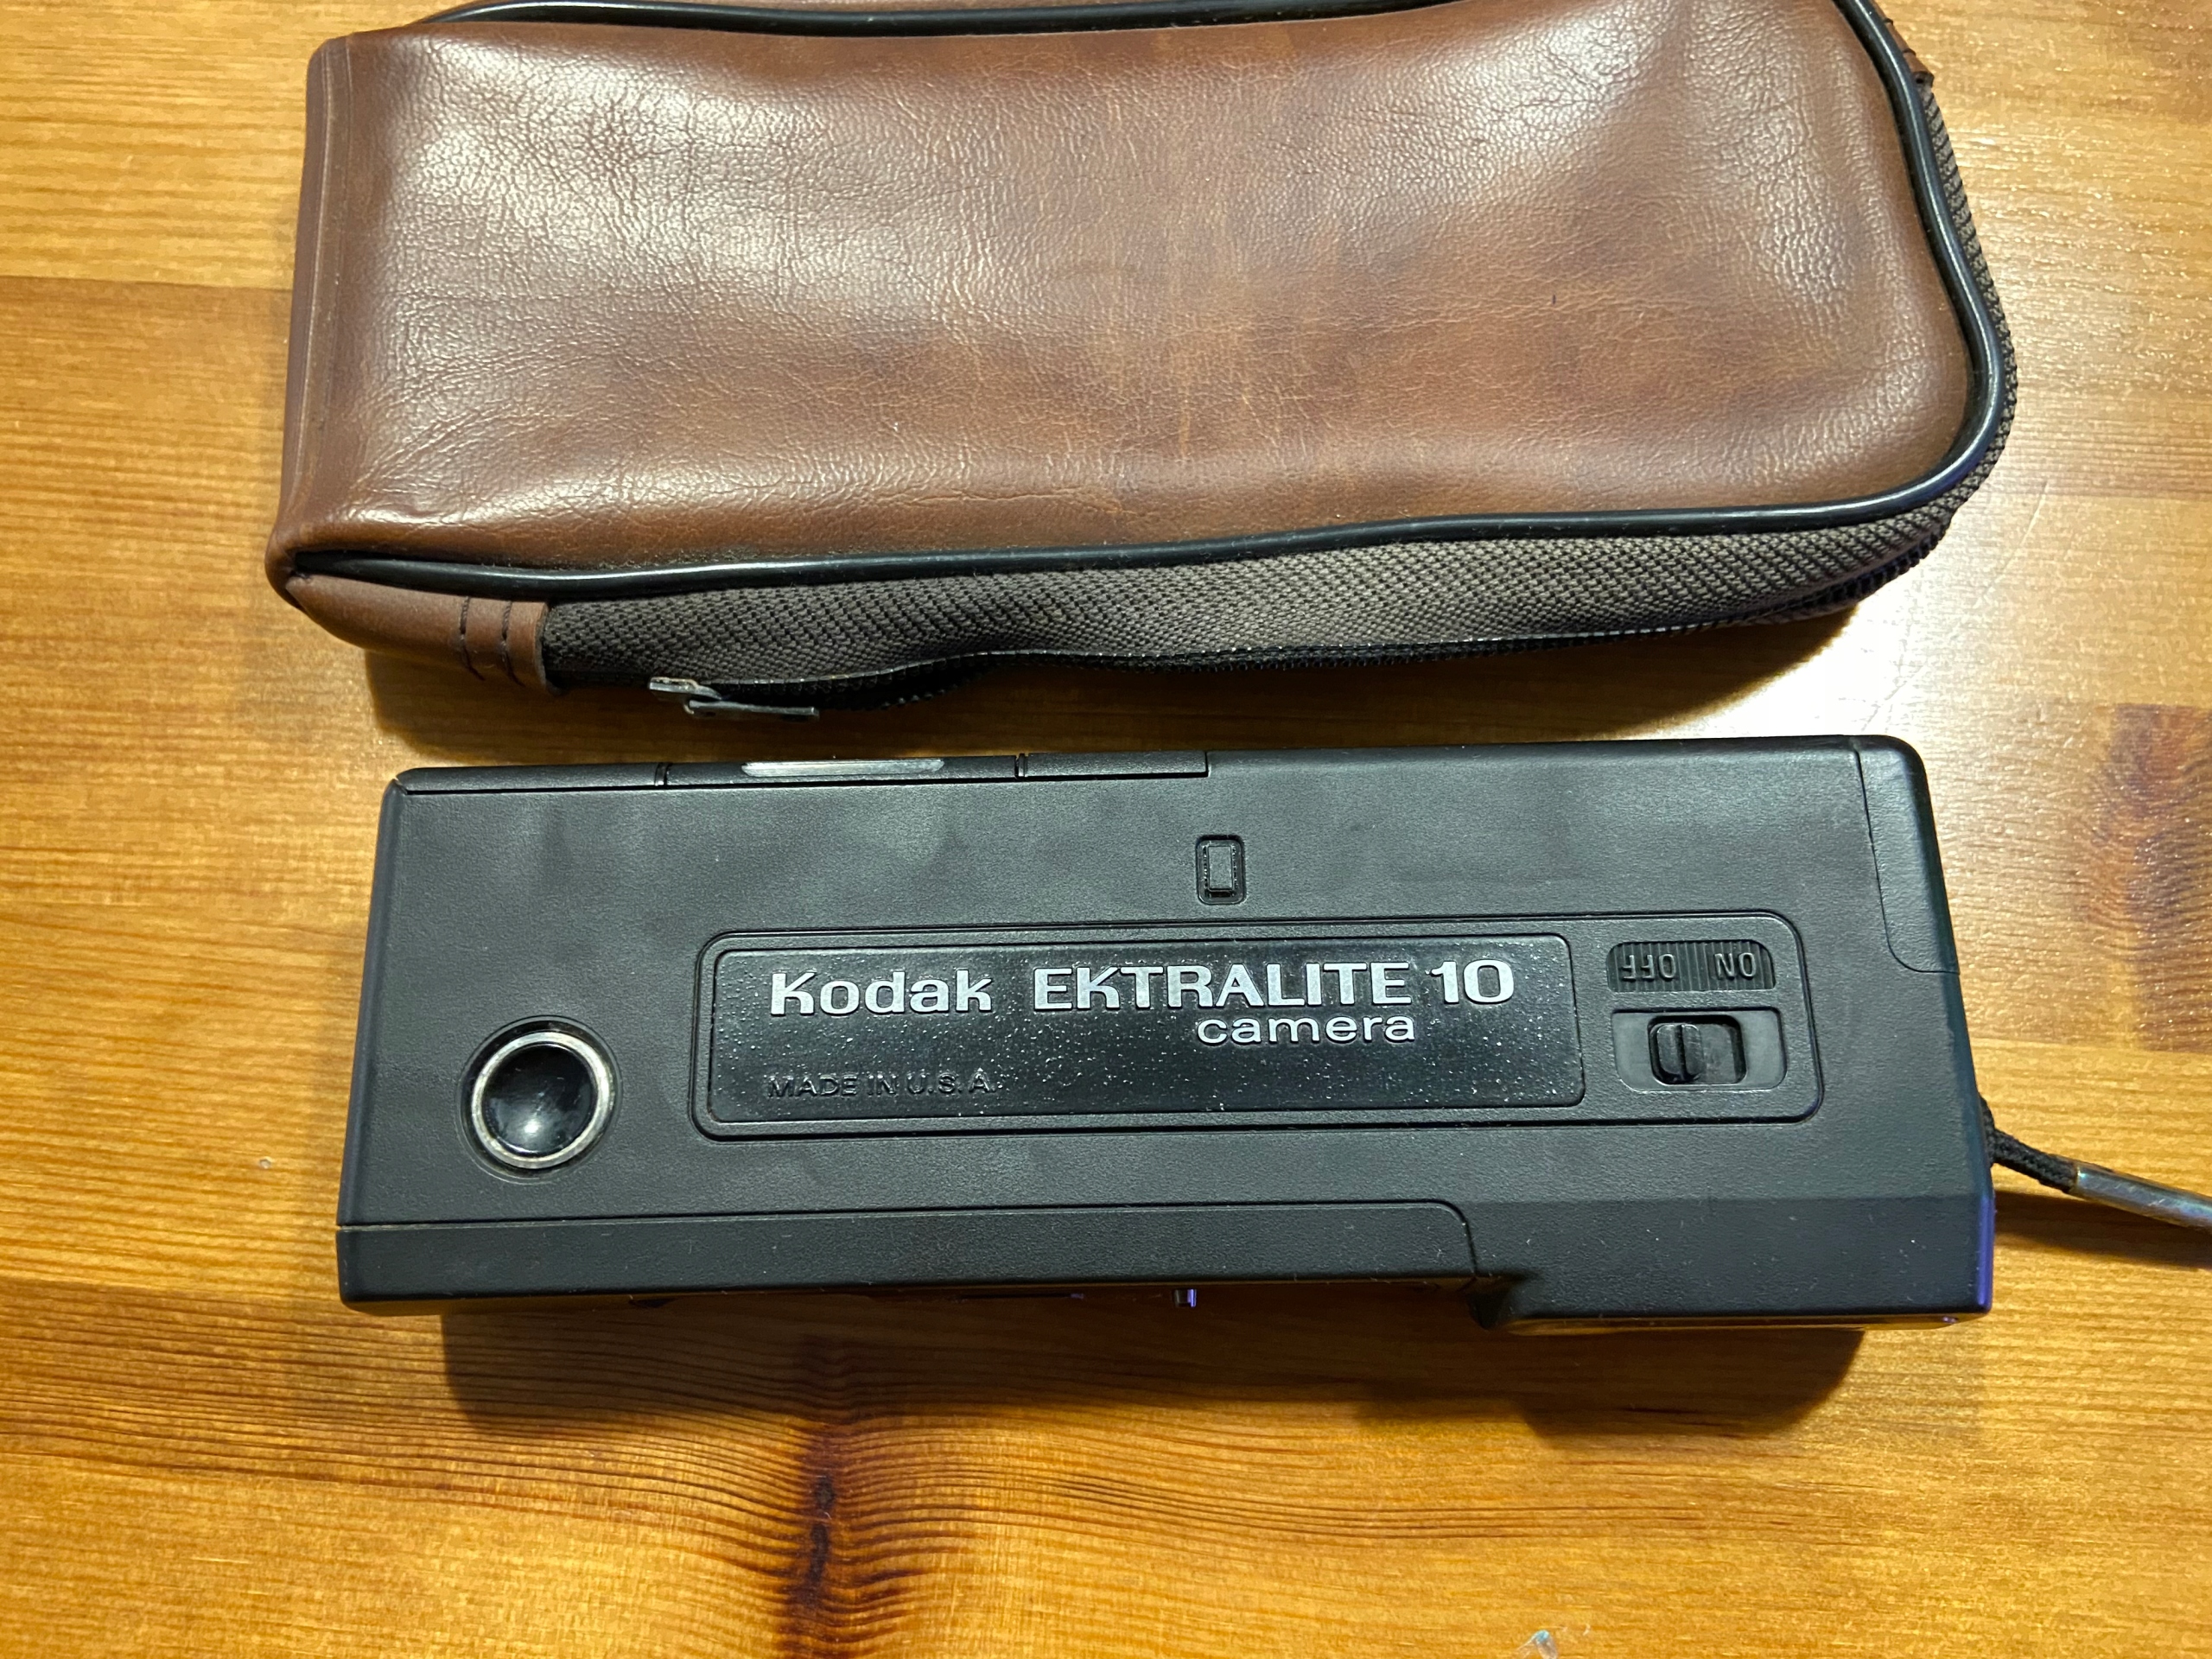 Kodak EKTRALITE 10
camera
MADE IN U.S.A.
OFF ON